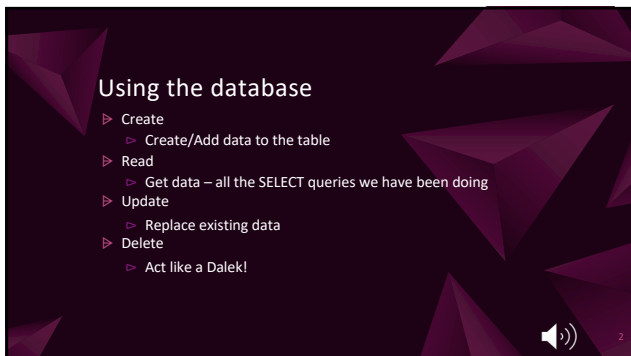 Using the database
Create
Create/Add data to the table
Read
Get data – all the SELECT queries we have been doing
Update
Replace existing data
Delete
Act like a Dalek!
2